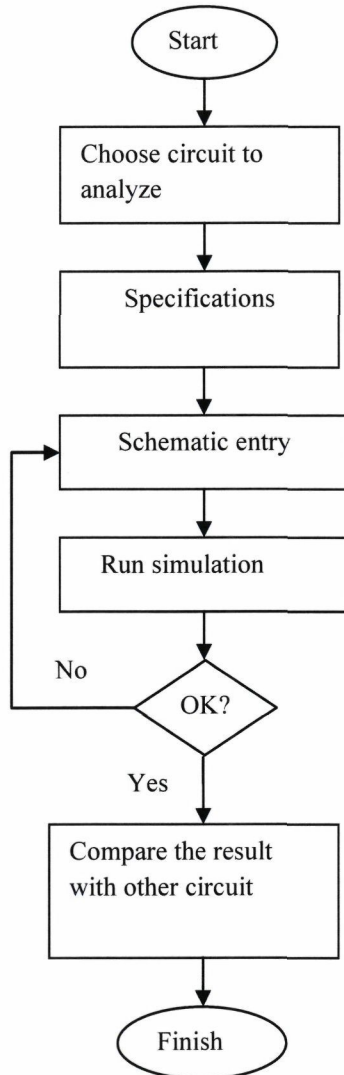 Start
Choose circuit to
analyze
Specifications
Schematic entry
Run simulation
No
OK?
Yes
Compare the result
with other circuit
Finish